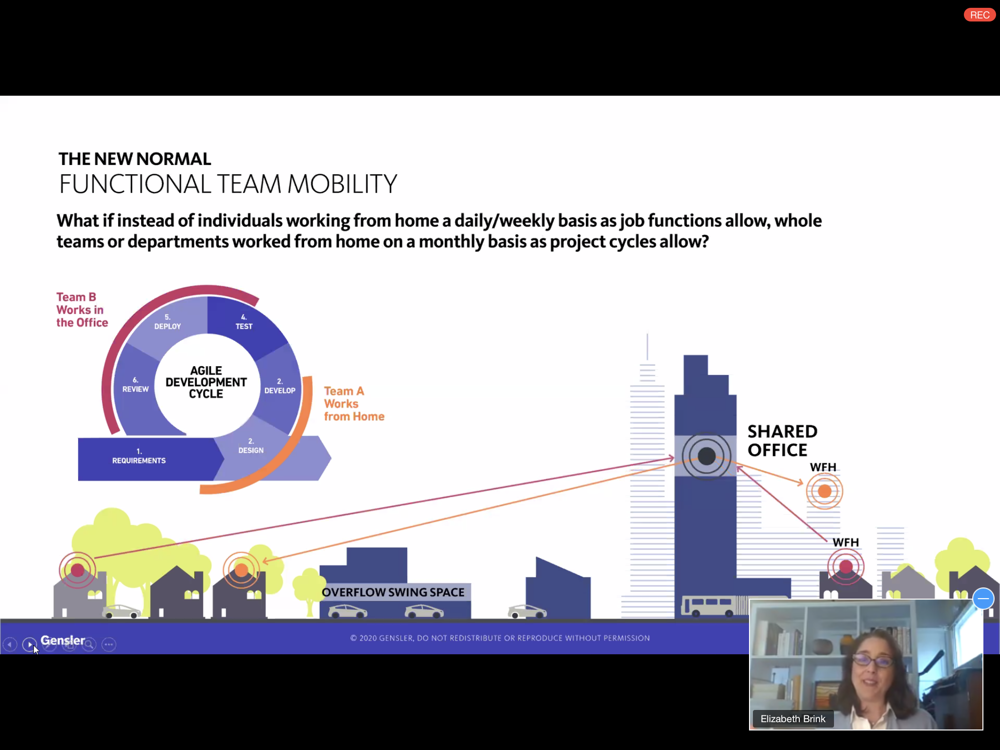 REC
THE NEW NORMAL
FUNCTIONAL TEAM MOBILITY
What if instead of individuals working from home a daily/weekly basis as job functions allow, whole
teams or departments worked from home on a monthly basis as project cycles allow?
Team B
Works in
the Office
5.
DEPLOY
4.
TEST
6.
REVIEW
AGILE
DEVELOPMENT
CYCLE
2.
DEVELOP
Team A
Works
from Home
2.
DESIGN
1.
REQUIREMENTS
SHARED
OFFICE
WFH
WFH
OVERFLOW SWING SPACE
Gensler
© 2020 GENSLER, DO NOT REDISTRIBUTE OR REPRODUCE WITHOUT PERMISSION
Elizabeth Brink